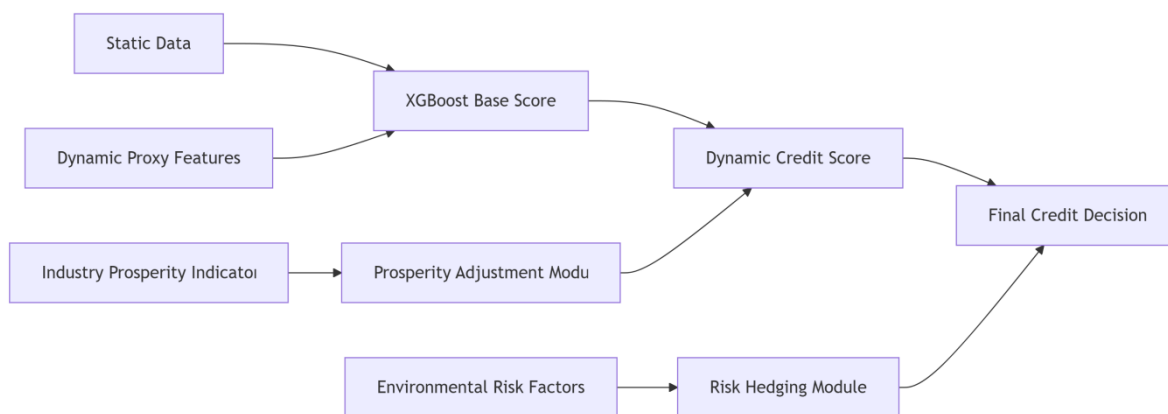 Static Data
XGBoost Base Score
Dynamic Proxy Features
Dynamic Credit Score
Final Credit Decision
Industry Prosperity Indicator
Prosperity Adjustment Modu
Environmental Risk Factors
Risk Hedging Module